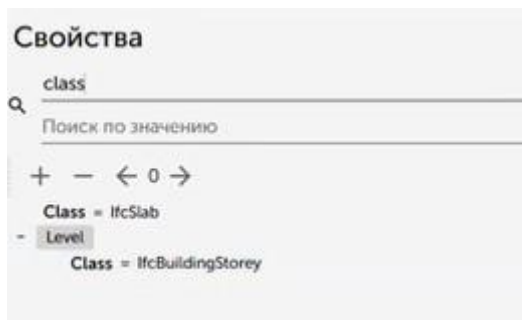 Свойства
class
Поиск по значению
+ − ← 0 →
Class = IfcSlab
- Level
Class = IfcBuildingStorey